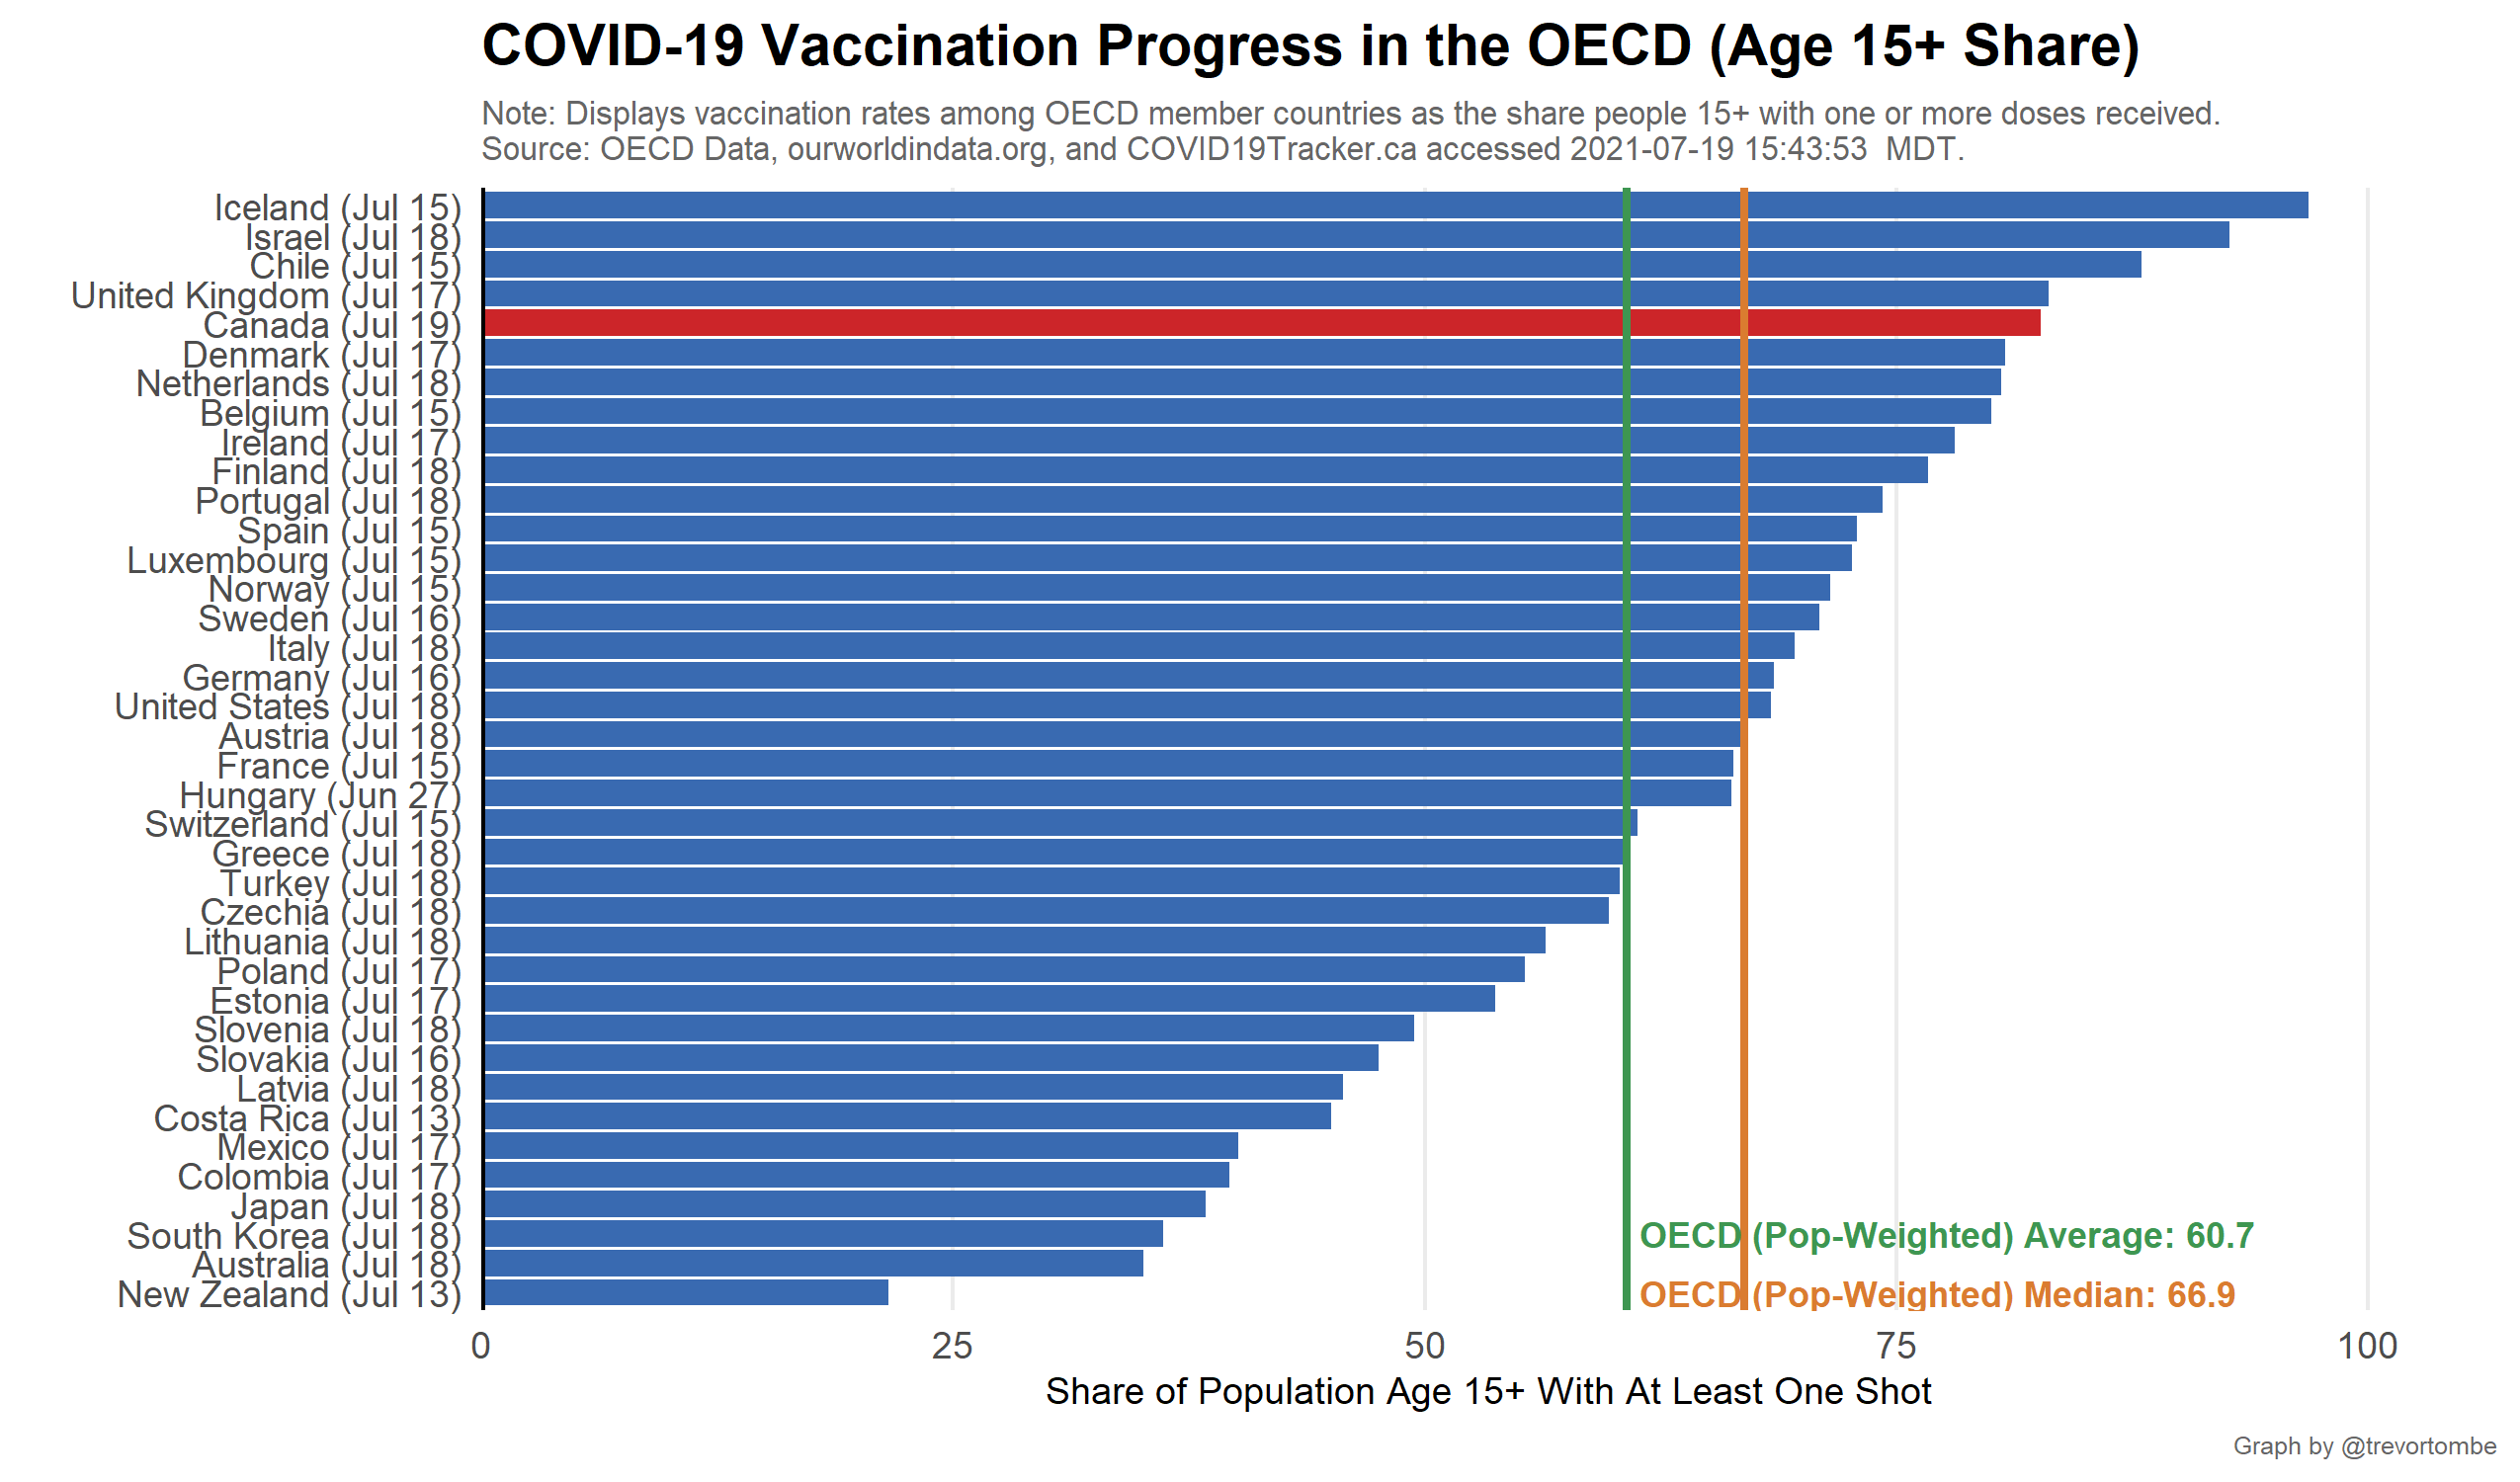 COVID-19 Vaccination Progress in the OECD (Age 15+ Share)
Note: Displays vaccination rates among OECD member countries as the share people 15+ with one or more doses received.
Source: OECD Data, ourworldindata.org, and COVID19Tracker.ca accessed 2021-07-19 15:43:53  MDT.
Iceland (Jul 15)
Israel (Jul 18)
Chile (Jul 15)
United Kingdom (Jul 17)
Canada (Jul 19)
Denmark (Jul 17)
Netherlands (Jul 18)
Belgium (Jul 15)
Ireland (Jul 17)
Finland (Jul 18)
Portugal (Jul 18)
Spain (Jul 15)
Luxembourg (Jul 15)
Norway (Jul 15)
Sweden (Jul 16)
Italy (Jul 18)
Germany (Jul 16)
United States (Jul 18)
Austria (Jul 18)
France (Jul 15)
Hungary (Jun 27)
Switzerland (Jul 15)
Greece (Jul 18)
Turkey (Jul 18)
Czechia (Jul 18)
Lithuania (Jul 18)
Poland (Jul 17)
Estonia (Jul 17)
Slovenia (Jul 18)
Slovakia (Jul 16)
Latvia (Jul 18)
Costa Rica (Jul 13)
Mexico (Jul 17)
Colombia (Jul 17)
Japan (Jul 18)
South Korea (Jul 18)
Australia (Jul 18)
New Zealand (Jul 13)
OECD (Pop-Weighted) Average: 60.7
OECD (Pop-Weighted) Median: 66.9
0 25 50 75 100
Share of Population Age 15+ With At Least One Shot
Graph by @trevortombe